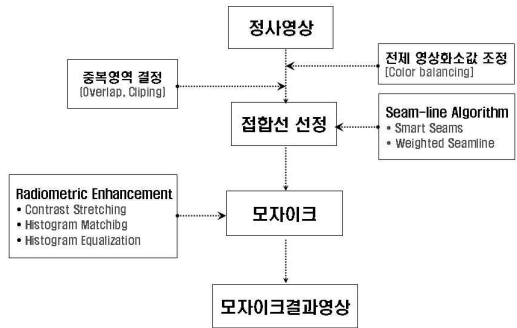 정사영상
전제 영상화소값 조정
[Color balancing]
중복영역 결정
[Overlap, Cliping]
접합선 선정
Seam-line Algorithm
• Smart Seams
• Weighted Seamline
Radiometric Enhancement
• Contrast Stretching
• Histogram Matchibg
• Histogram Equalization
모자이크
모자이크결과영상